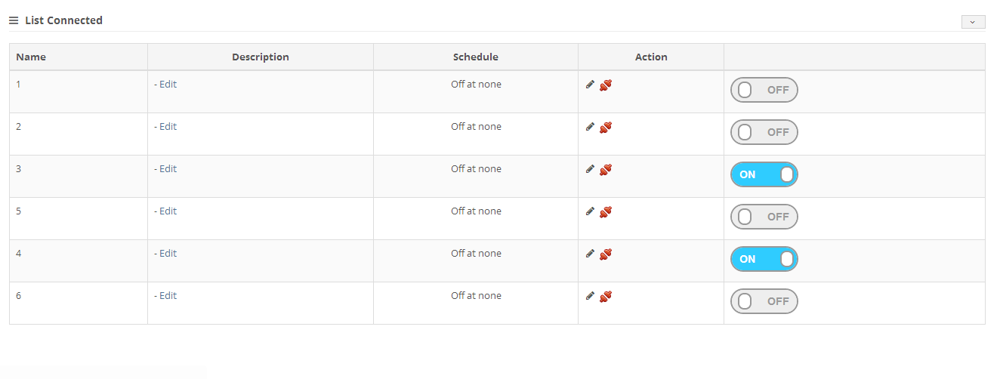 List Connected
Name Description Schedule Action
1 - Edit Off at none OFF
2 - Edit Off at none OFF
3 - Edit Off at none ON
5 - Edit Off at none OFF
4 - Edit Off at none ON
6 - Edit Off at none OFF